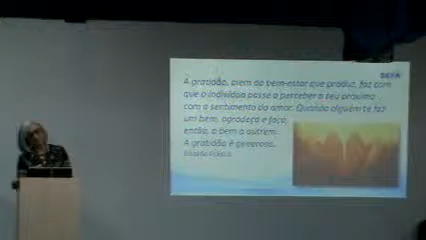 SEFA
A gratidão, além do bem-estar que produz, faz com
que o indivíduo passe a perceber o seu próximo
com o sentimento do amor. Quando alguém te faz
um bem, agradeça e faça,
então, o bem a outrem.
A gratidão é generosa.